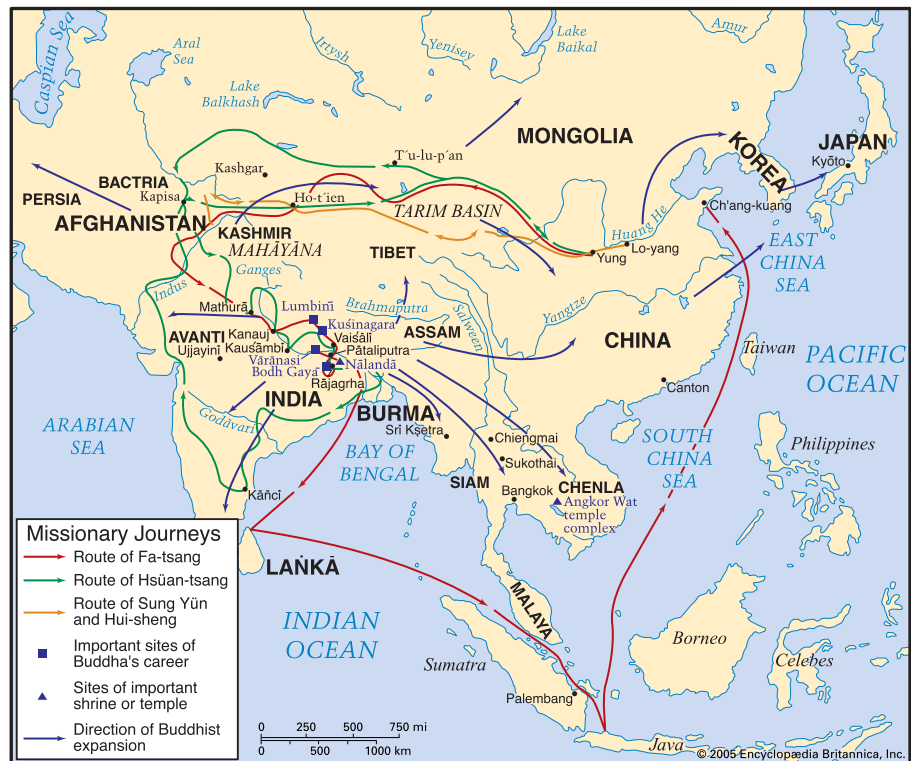 Caspian Sea
Aral
Sea
Irtysh
Yenisey
Lake
Baikal
Amur
Lake
Balkhash
MONGOLIA
KOREA
JAPAN
Kyōto
T´u-lu-p´an
Kashgar
BACTRIA
Kapisa
PERSIA
Ho-t´ien
AFGHANISTAN
TARIM BASIN
Ch'ang-kuang
KASHMIR
MAHĀYĀNA
Huang He
Lo-yang
Yung
TIBET
EAST
CHINA
SEA
Ganges
Indus
Brahmaputra
Salween
Yangtze
Mathurā
Lumbinī
Kusinagara
AVANTI
Kanauj
Vaisālī
ASSAM
CHINA
Ujjayinī
Kausāmbī
Pātaliputra
Taiwan
PACIFIC
OCEAN
Vārānasi
Bodh Gayā
Nālandā
Rājagrha
Canton
INDIA
BURMA
ARABIAN
SEA
Godāvari
Srī Kṣetra
BAY OF
BENGAL
Chiengmai
Sukothai
SOUTH
CHINA
SEA
Philippines
SIAM
Bangkok
CHENLA
Angkor Wat
temple
complex
Kāñcī
LAṄKĀ
MALAYA
INDIAN
OCEAN
Sumatra
Borneo
Celebes
Palembang
Java
Missionary Journeys
Route of Fa-tsang
Route of Hsüan-tsang
Route of Sung Yün
and Hui-sheng
Important sites of
Buddha's career
Sites of important
shrine or temple
Direction of Buddhist
expansion
0 250 500 750 mi
0 500 1000 km
© 2005 Encyclopædia Britannica, Inc.